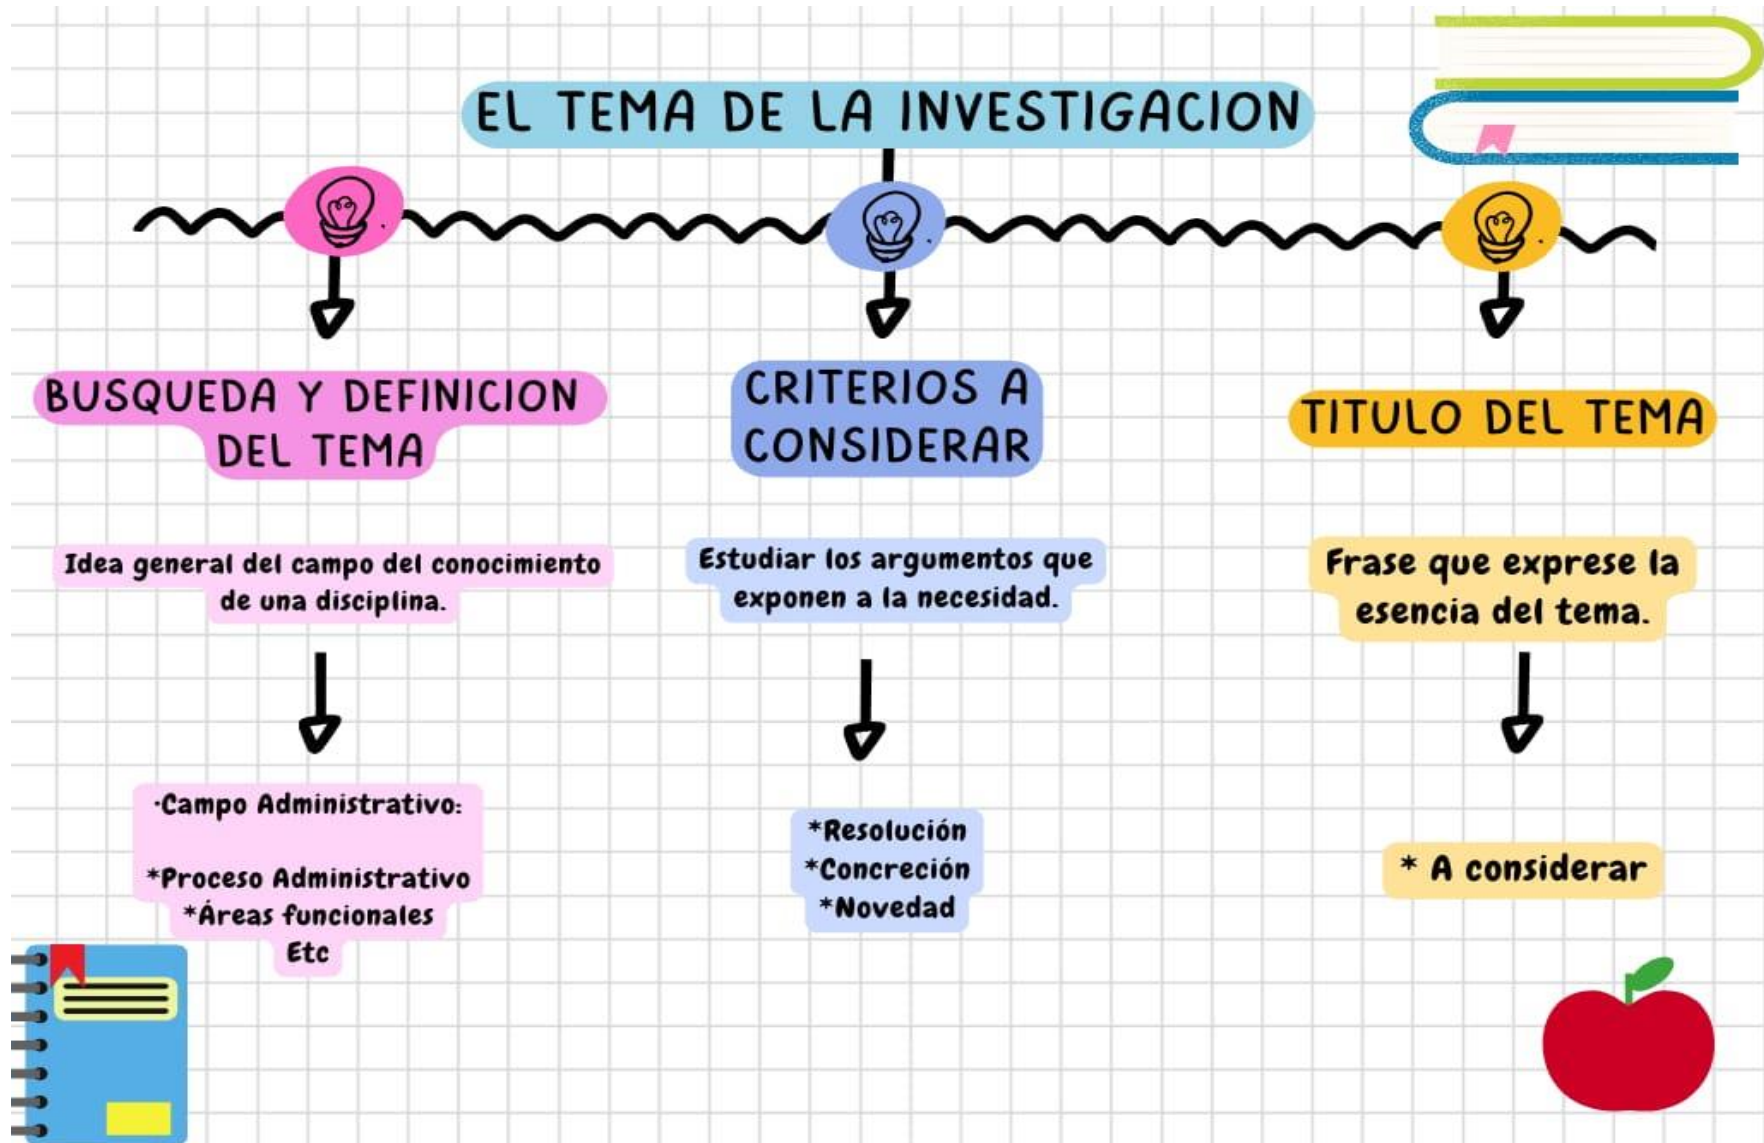 EL TEMA DE LA INVESTIGACION
BUSQUEDA Y DEFINICION
DEL TEMA
Idea general del campo del conocimiento
de una disciplina.
·Campo Administrativo:
*Proceso Administrativo
*Áreas funcionales
Etc
CRITERIOS A
CONSIDERAR
Estudiar los argumentos que
exponen a la necesidad.
*Resolución
*Concreción
*Novedad
TITULO DEL TEMA
Frase que exprese la
esencia del tema.
* A considerar